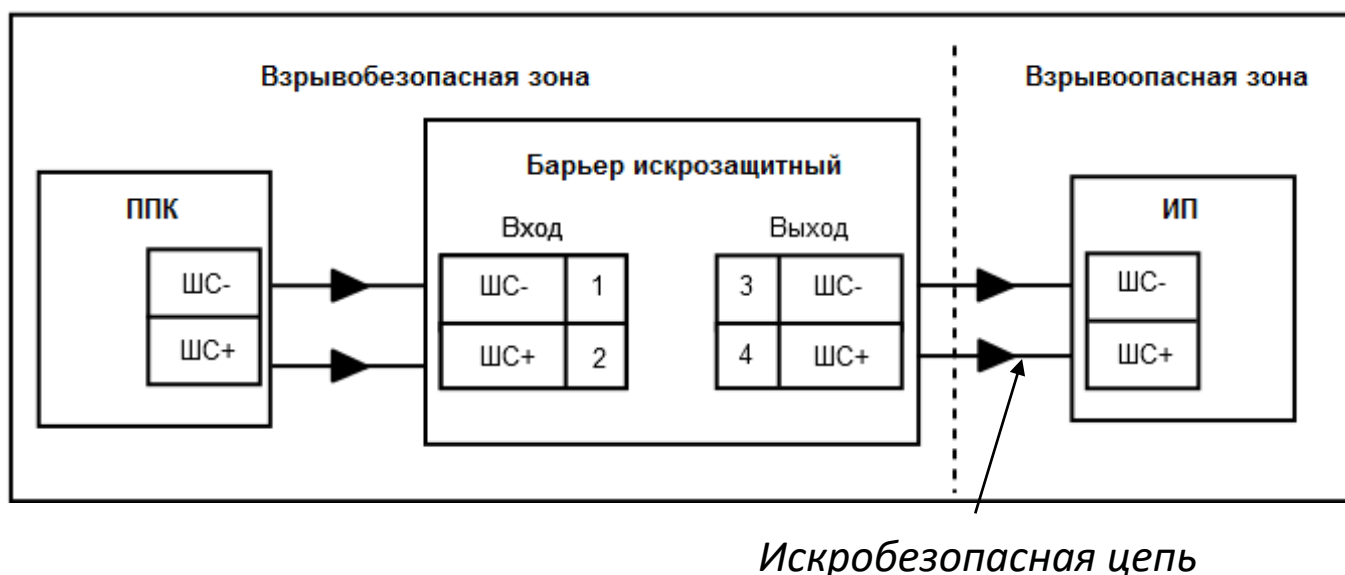 Взрывобезопасная зона
Взрывоопасная зона
Барьер искрозащитный
ППК
ИП
Вход
Выход
ШС-
ШС- 1
3 ШС-
ШС-
ШС+
ШС+ 2
4 ШС+
ШС+
Искробезопасная цепь